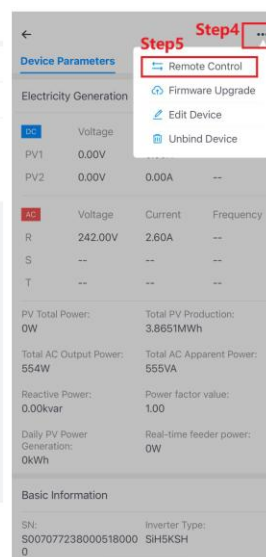 Step4
← ...
Step5
Device Parameters
Remote Control
Electricity Generation
Firmware Upgrade
Edit Device
Unbind Device
DC Voltage
PV1 0.00V
PV2 0.00V 0.00A --
AC Voltage Current Frequency
R 242.00V 2.60A --
S -- -- --
T -- -- --
PV Total Power: Total PV Production:
0W 3.8651MWh
Total AC Output Power: Total AC Apparent Power:
554W 555VA
Reactive Power: Power factor value:
0.00kvar 1.00
Daily PV Power Real-time feeder power:
Generation: 0W
0kWh
Basic Information
SN: Inverter Type:
S007077238000518000 SiH5KSH
0